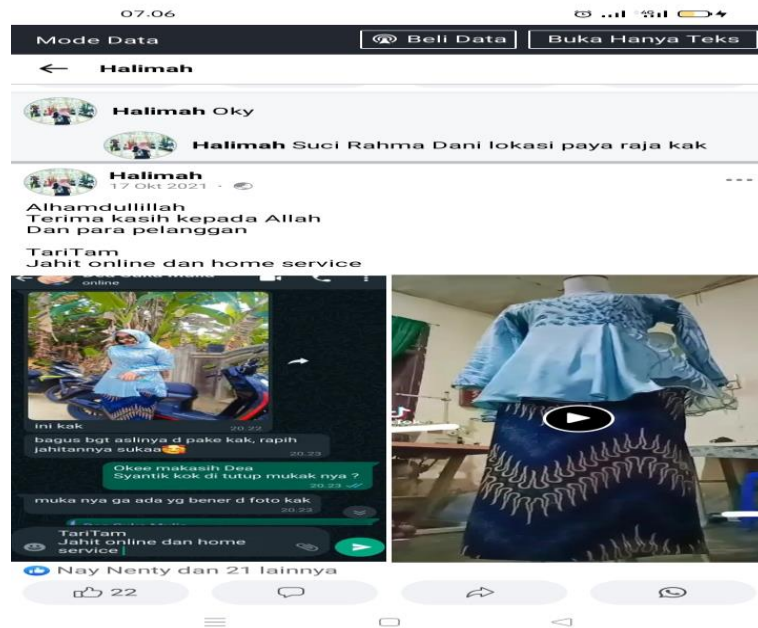 07.06
Mode Data
Beli Data
Buka Hanya Teks
Halimah
Halimah Oky
Halimah Suci Rahma Dani lokasi paya raja kak
Halimah
17 Okt 2021
Alhamdullillah
Terima kasih kepada Allah
Dan para pelanggan
TariTam
Jahit online dan home service
online
ini kak
20.22
bagus bgt aslinya d pake kak, rapih
jahitannya sukaa🥰
20.23
Okee makasih Dea
Syantik kok di tutup mukak nya ?
20.23
muka nya ga ada yg bener d foto kak
20.23
TariTam
Jahit online dan home
service
Nay Nenty dan 21 lainnya
22